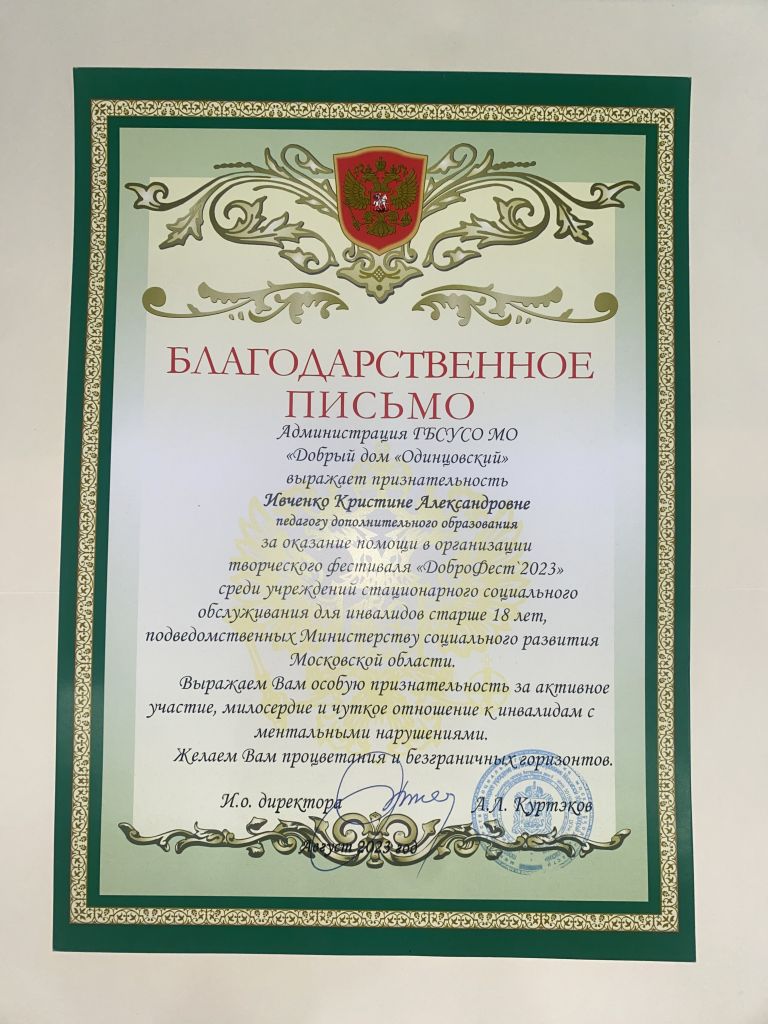 БЛАГОДАРСТВЕННОЕ
ПИСЬМО
Администрация ГБСУСО МО
«Добрый дом «Одинцовский»
выражает признательность
Ивченко Кристине Александровне
педагогу дополнительного образования
за оказание помощи в организации
творческого фестиваля «ДоброФест`2023»
среди учреждений стационарного социального
обслуживания для инвалидов старше 18 лет,
подведомственных Министерству социального развития
Московской области.
Выражаем Вам особую признательность за активное
участие, милосердие и чуткое отношение к инвалидам с
ментальными нарушениями.
Желаем Вам процветания и безграничных горизонтов.
И.о. директора А.Л. Куртэков
Август 2023 год